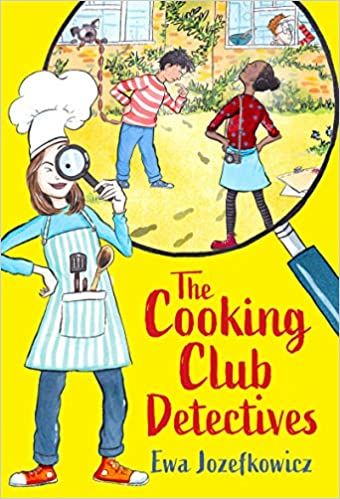 The
Cooking
Club
Detectives
Ewa Jozefkowicz